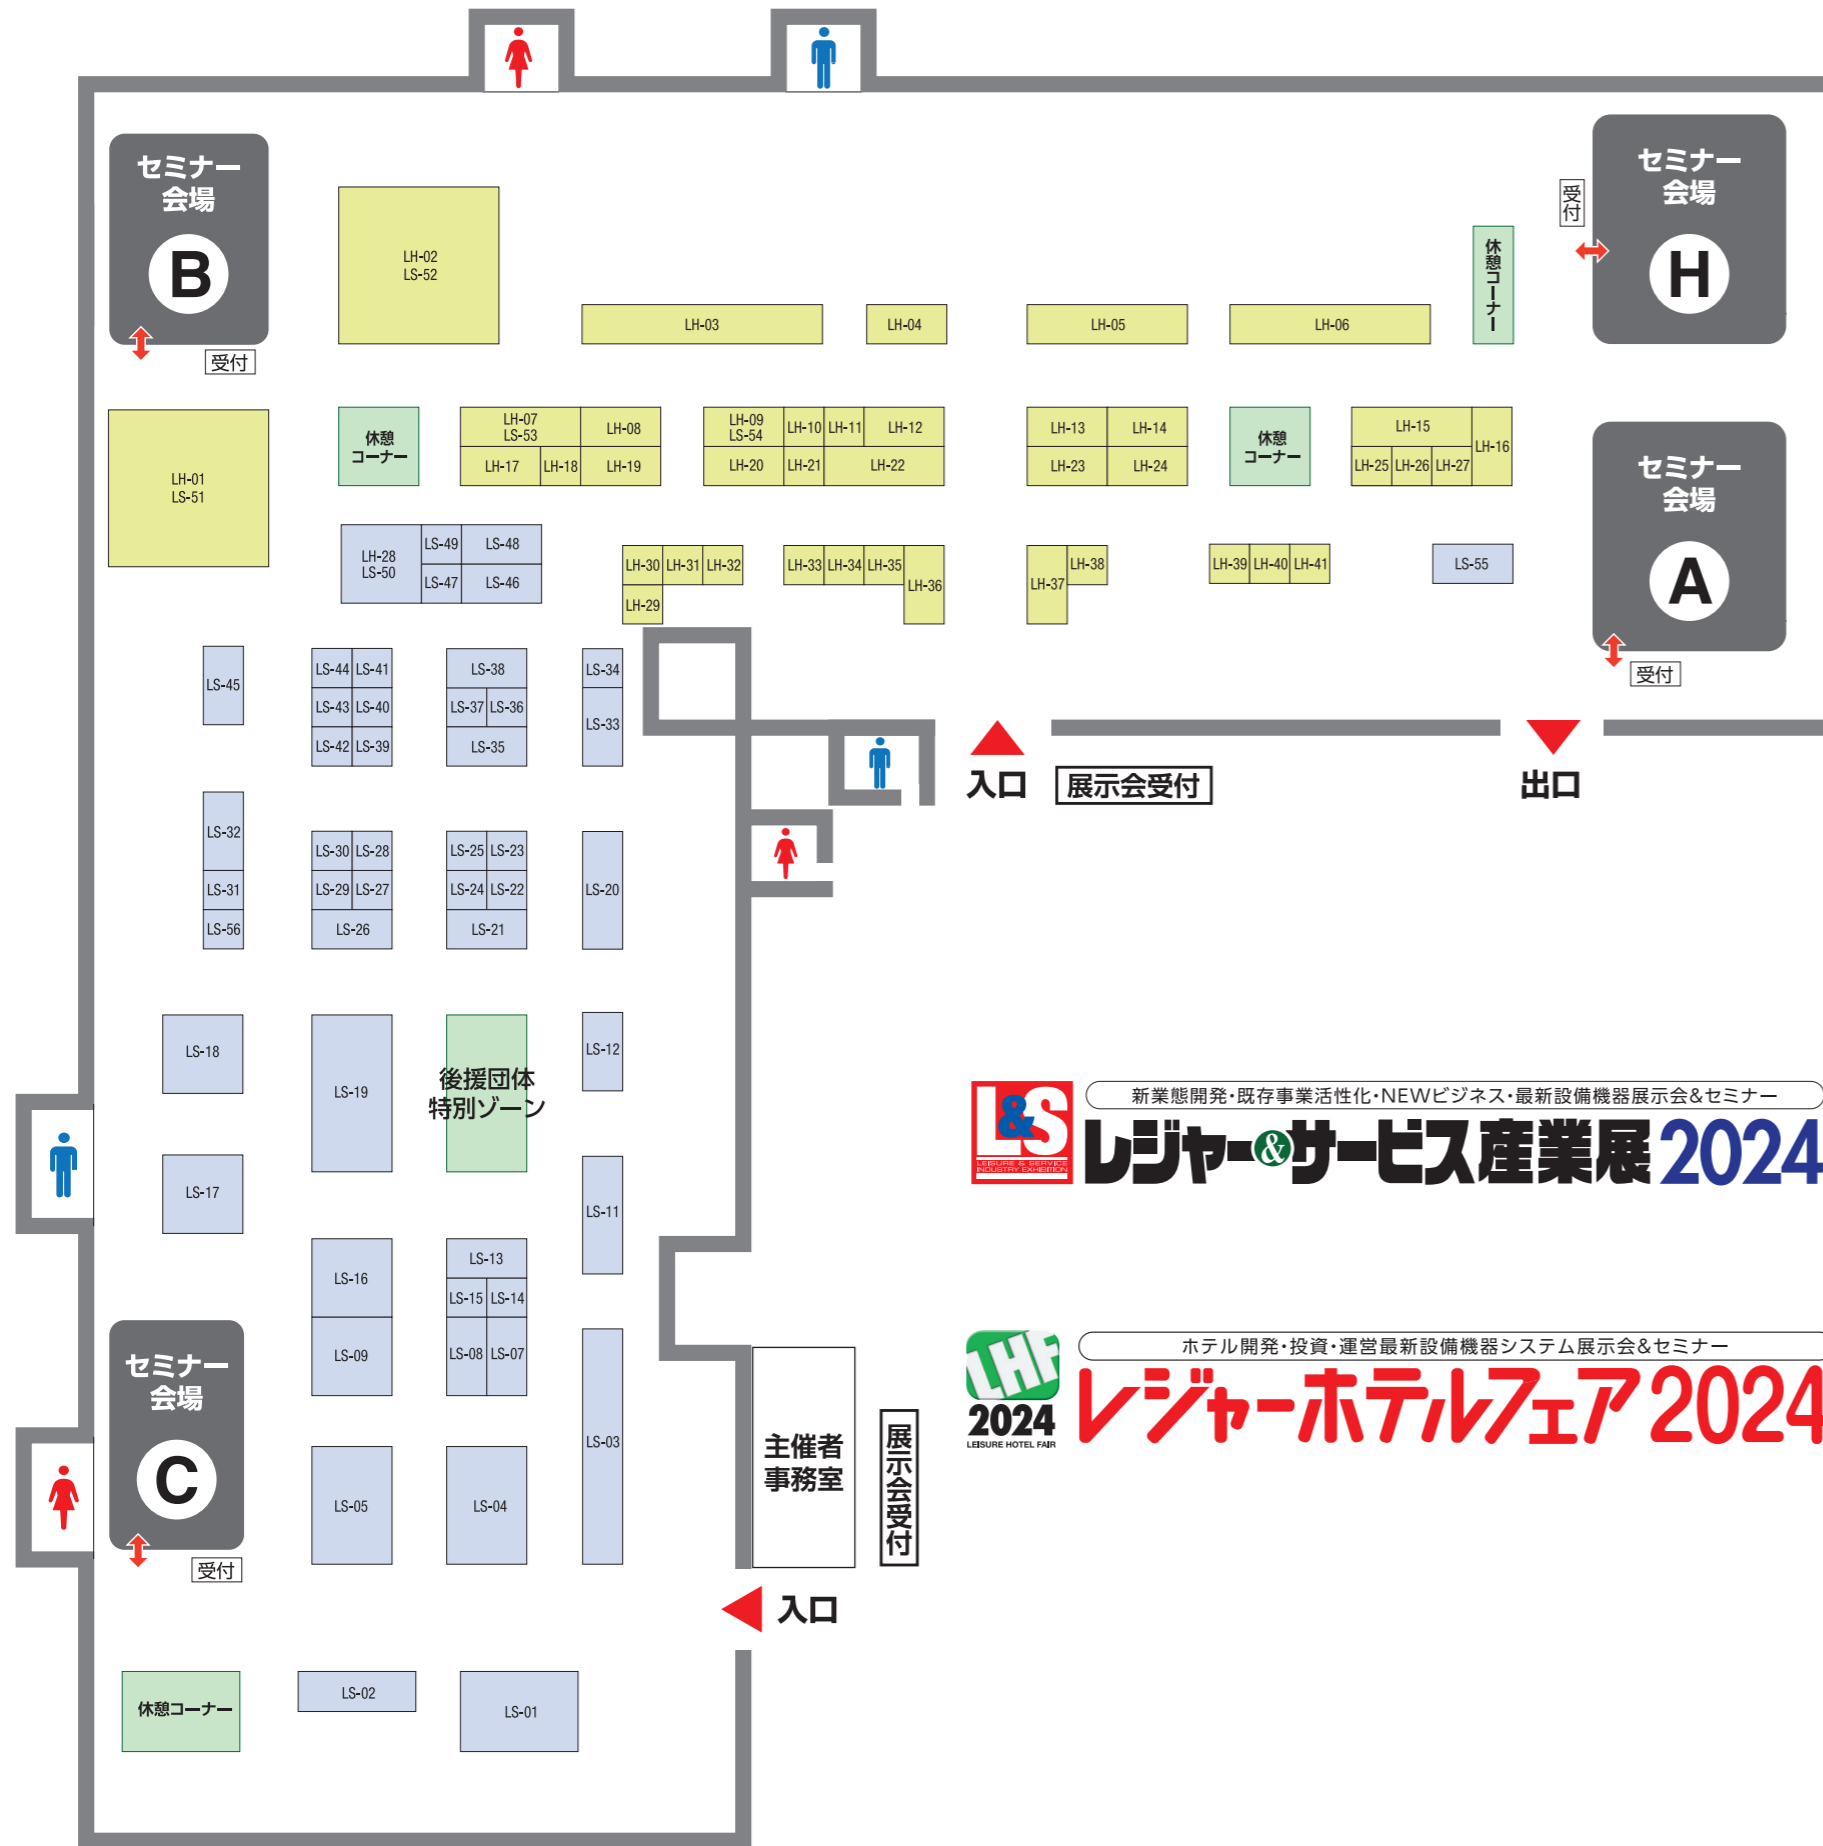 セミナー
会場
B
受付
LH-02
LS-52
LH-03
LH-04
LH-05
LH-06
休憩コーナー
受付
セミナー
会場
H
LH-01
LS-51
休憩
コーナー
LH-07
LS-53
LH-08
LH-17
LH-18
LH-19
LH-09
LS-54
LH-10
LH-11
LH-12
LH-20
LH-21
LH-22
LH-13
LH-14
LH-23
LH-24
休憩
コーナー
LH-15
LH-16
LH-25
LH-26
LH-27
セミナー
会場
A
受付
LH-28
LS-50
LS-49
LS-48
LS-47
LS-46
LH-30
LH-31
LH-32
LH-29
LH-33
LH-34
LH-35
LH-36
LH-37
LH-38
LH-39
LH-40
LH-41
LS-55
LS-45
LS-44
LS-41
LS-43
LS-40
LS-42
LS-39
LS-38
LS-37
LS-36
LS-35
LS-34
LS-33
入口
展示会受付
出口
LS-32
LS-31
LS-56
LS-30
LS-28
LS-29
LS-27
LS-26
LS-25
LS-23
LS-24
LS-22
LS-21
LS-20
LS-18
LS-17
LS-19
後援団体
特別ゾーン
LS-12
LS-11
L&S
LEISURE & SERVICE
INDUSTRY EXHIBITION
新業態開発・既存事業活性化・NEWビジネス・最新設備機器展示会&セミナー
レジャー&サービス産業展2024
LS-16
LS-09
LS-13
LS-15
LS-14
LS-08
LS-07
LS-03
セミナー
会場
C
受付
LS-05
LS-04
主催者
事務室
展示会受付
LHF
2024
LEISURE HOTEL FAIR
ホテル開発・投資・運営最新設備機器システム展示会&セミナー
レジャーホテルフェア2024
入口
休憩コーナー
LS-02
LS-01